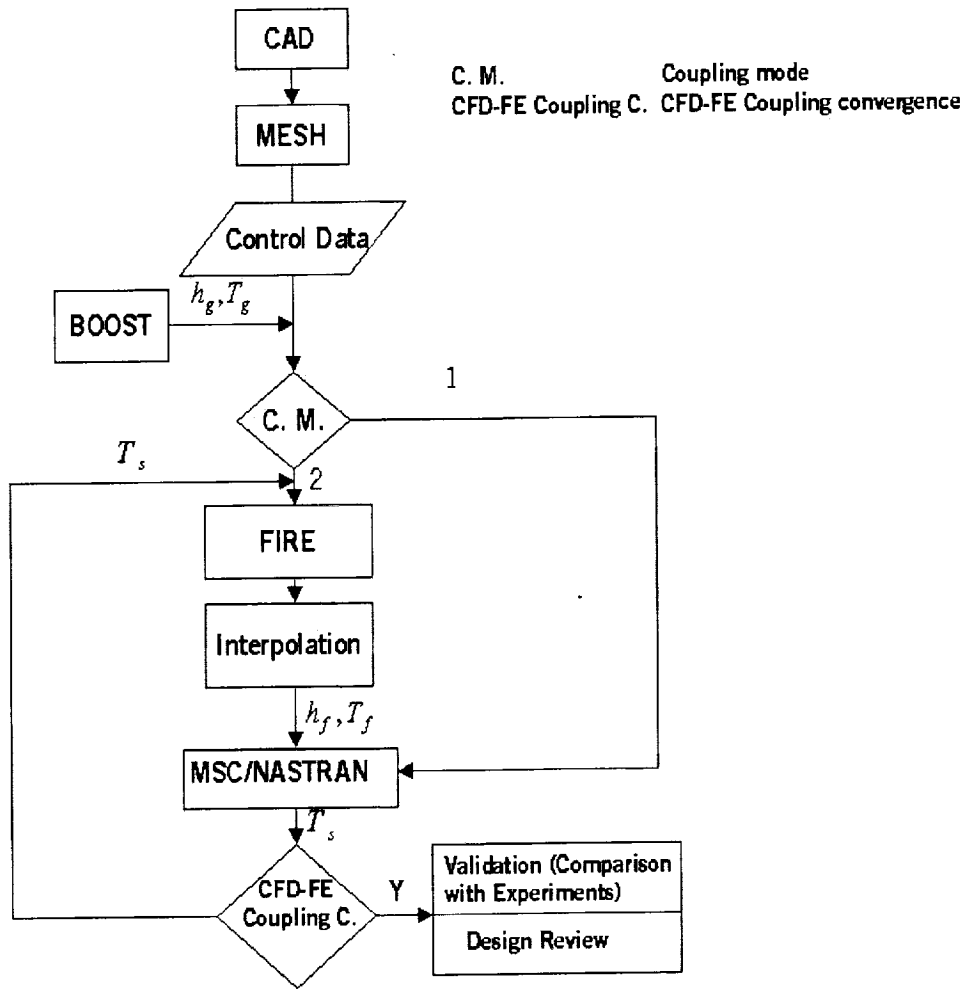 CAD
C. M. Coupling mode
CFD-FE Coupling C. CFD-FE Coupling convergence
MESH
Control Data
h_g, T_g
BOOST
1
C. M.
T_s
2
FIRE
Interpolation
h_f, T_f
MSC/NASTRAN
T_s
CFD-FE
Coupling C.
Y
Validation (Comparison
with Experiments)
Design Review